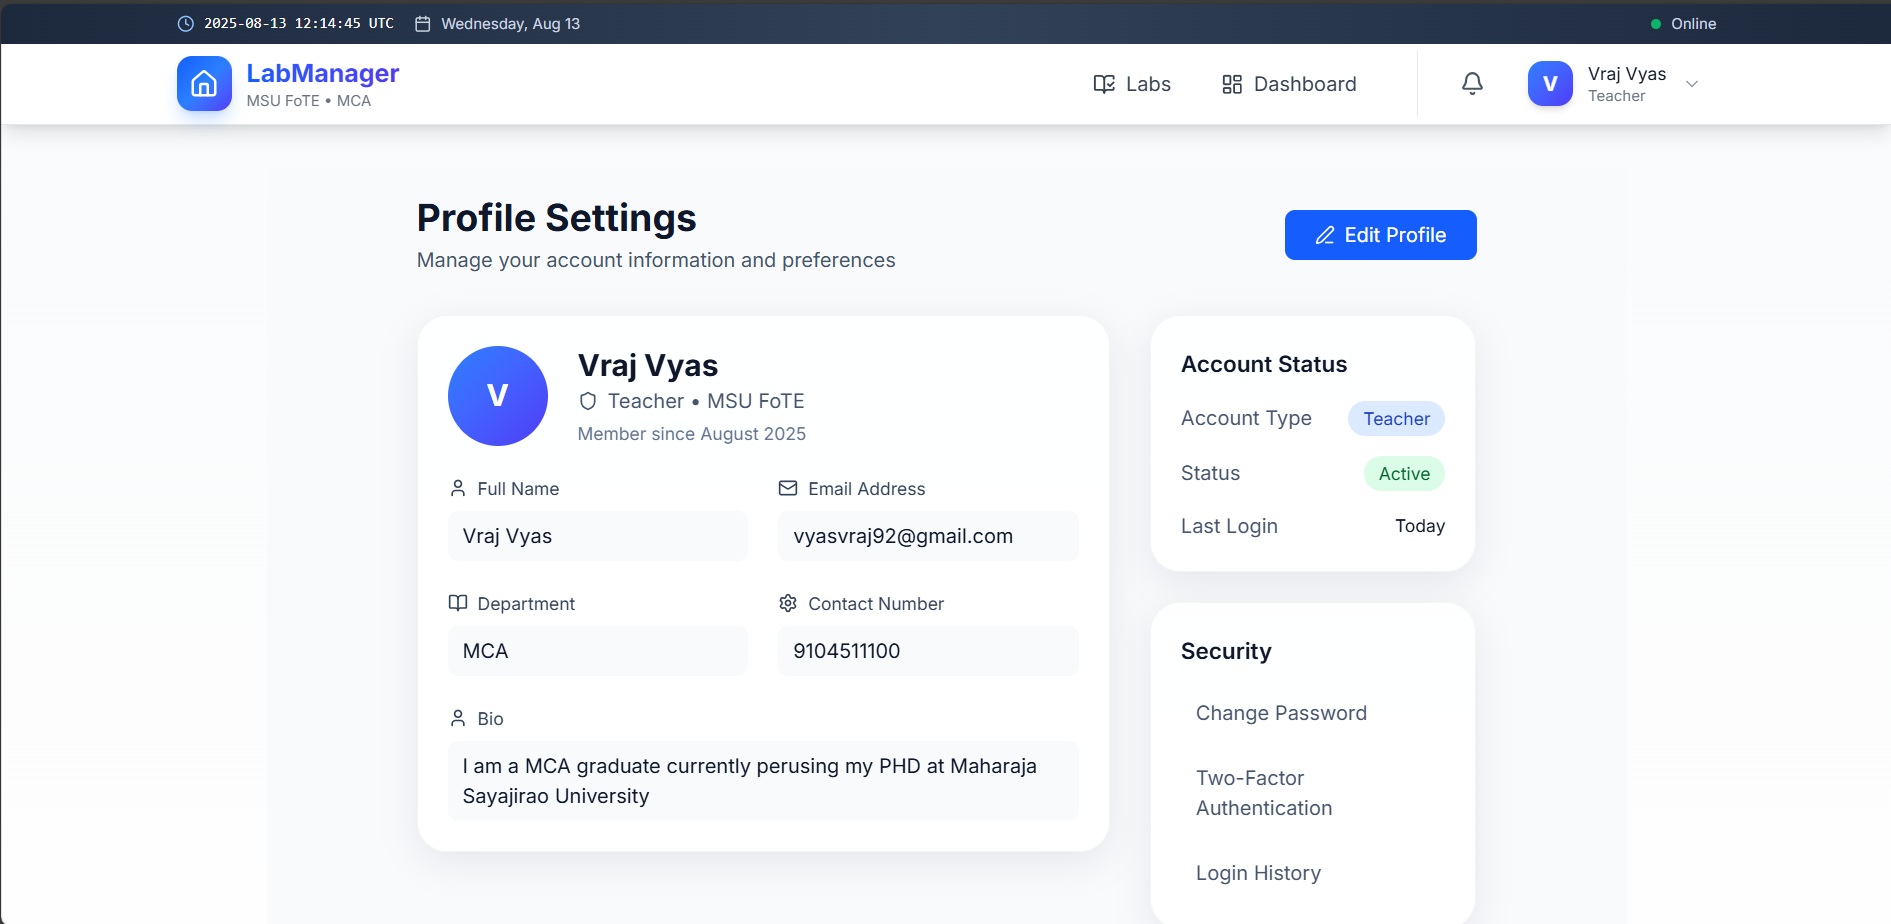 2025-08-13 12:14:45 UTC
Wednesday, Aug 13
Online
LabManager
MSU FoTE • MCA
Labs
Dashboard
V
Vraj Vyas
Teacher
Profile Settings
Manage your account information and preferences
Edit Profile
V
Vraj Vyas
Teacher • MSU FoTE
Member since August 2025
Full Name
Vraj Vyas
Email Address
vyasvraj92@gmail.com
Department
MCA
Contact Number
9104511100
Bio
I am a MCA graduate currently perusing my PHD at Maharaja
Sayajirao University
Account Status
Account Type
Teacher
Status
Active
Last Login
Today
Security
Change Password
Two-Factor
Authentication
Login History